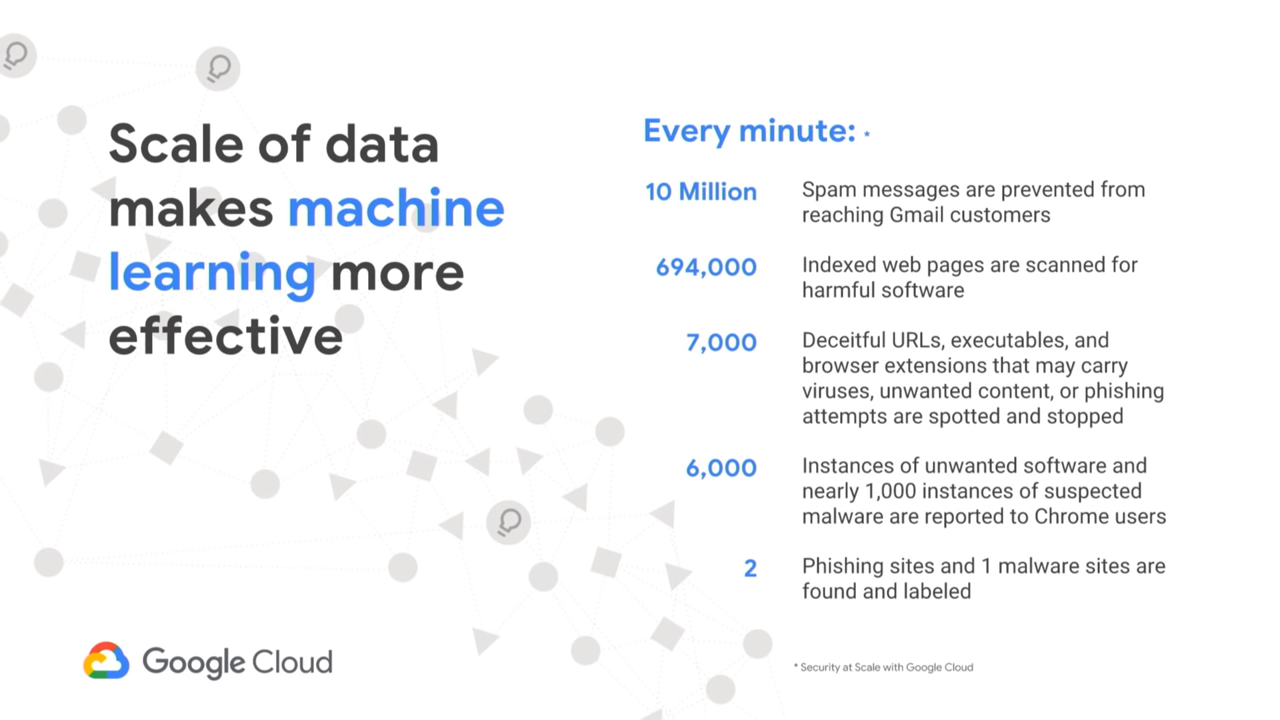 Scale of data
makes machine
learning more
effective
Every minute: *
10 Million
Spam messages are prevented from
reaching Gmail customers
694,000
Indexed web pages are scanned for
harmful software
7,000
Deceitful URLs, executables, and
browser extensions that may carry
viruses, unwanted content, or phishing
attempts are spotted and stopped
6,000
Instances of unwanted software and
nearly 1,000 instances of suspected
malware are reported to Chrome users
2
Phishing sites and 1 malware sites are
found and labeled
Google Cloud
* Security at Scale with Google Cloud